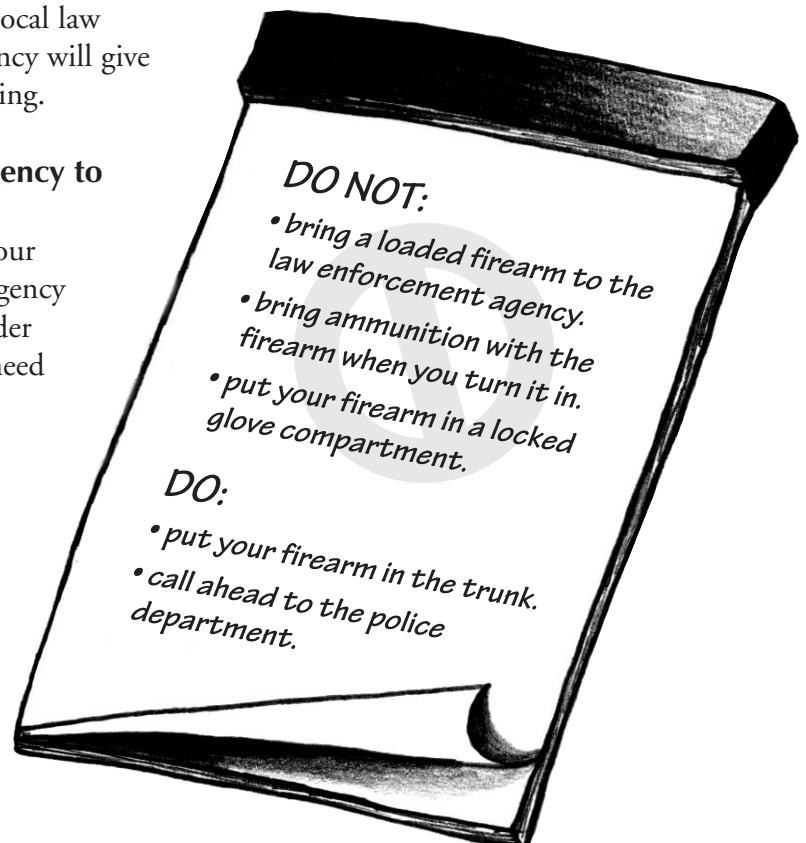 ocal law
ncy will give
ing.
ency to
our
gency
der
need
DO NOT:
• bring a loaded firearm to the
law enforcement agency.
• bring ammunition with the
firearm when you turn it in.
• put your firearm in a locked
glove compartment.
DO:
• put your firearm in the trunk.
• call ahead to the police
department.